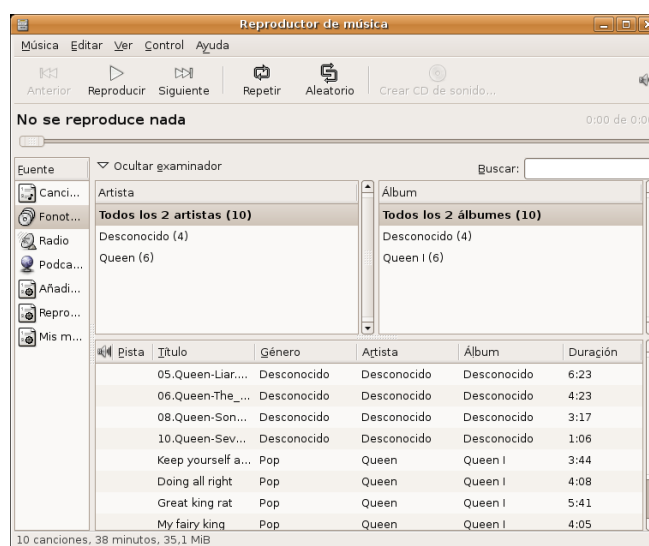 Reproductor de música
Música Editar Ver Control Ayuda
Anterior Reproducir Siguiente Repetir Aleatorio Crear CD de sonido...
No se reproduce nada
0:00 de 0:0
Fuente
Canci...
Fonot...
Radio
Podca...
Añadi...
Repro...
Mis m...
Ocultar examinador
Buscar:
Artista
Todos los 2 artistas (10)
Desconocido (4)
Queen (6)
Álbum
Todos los 2 álbumes (10)
Desconocido (4)
Queen I (6)
Pista Título Género Artista Álbum Duración
05.Queen-Liar.... Desconocido Desconocido Desconocido 6:23
06.Queen-The_... Desconocido Desconocido Desconocido 4:23
08.Queen-Son... Desconocido Desconocido Desconocido 3:17
10.Queen-Sev... Desconocido Desconocido Desconocido 1:06
Keep yourself a... Pop Queen Queen I 3:44
Doing all right Pop Queen Queen I 4:08
Great king rat Pop Queen Queen I 5:41
My fairy king Pop Queen Queen I 4:05
10 canciones, 38 minutos, 35,1 MiB